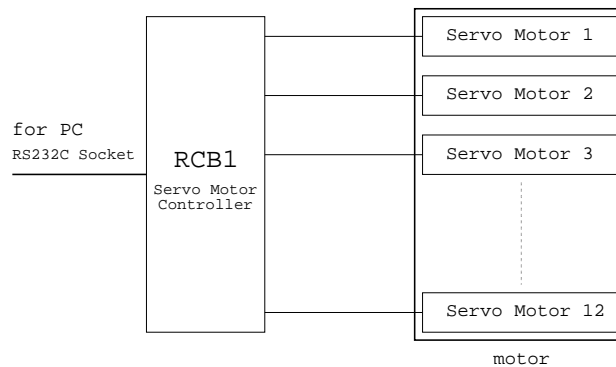 for PC
RS232C Socket
RCB1
Servo Motor
Controller
Servo Motor 1
Servo Motor 2
Servo Motor 3
Servo Motor 12
motor